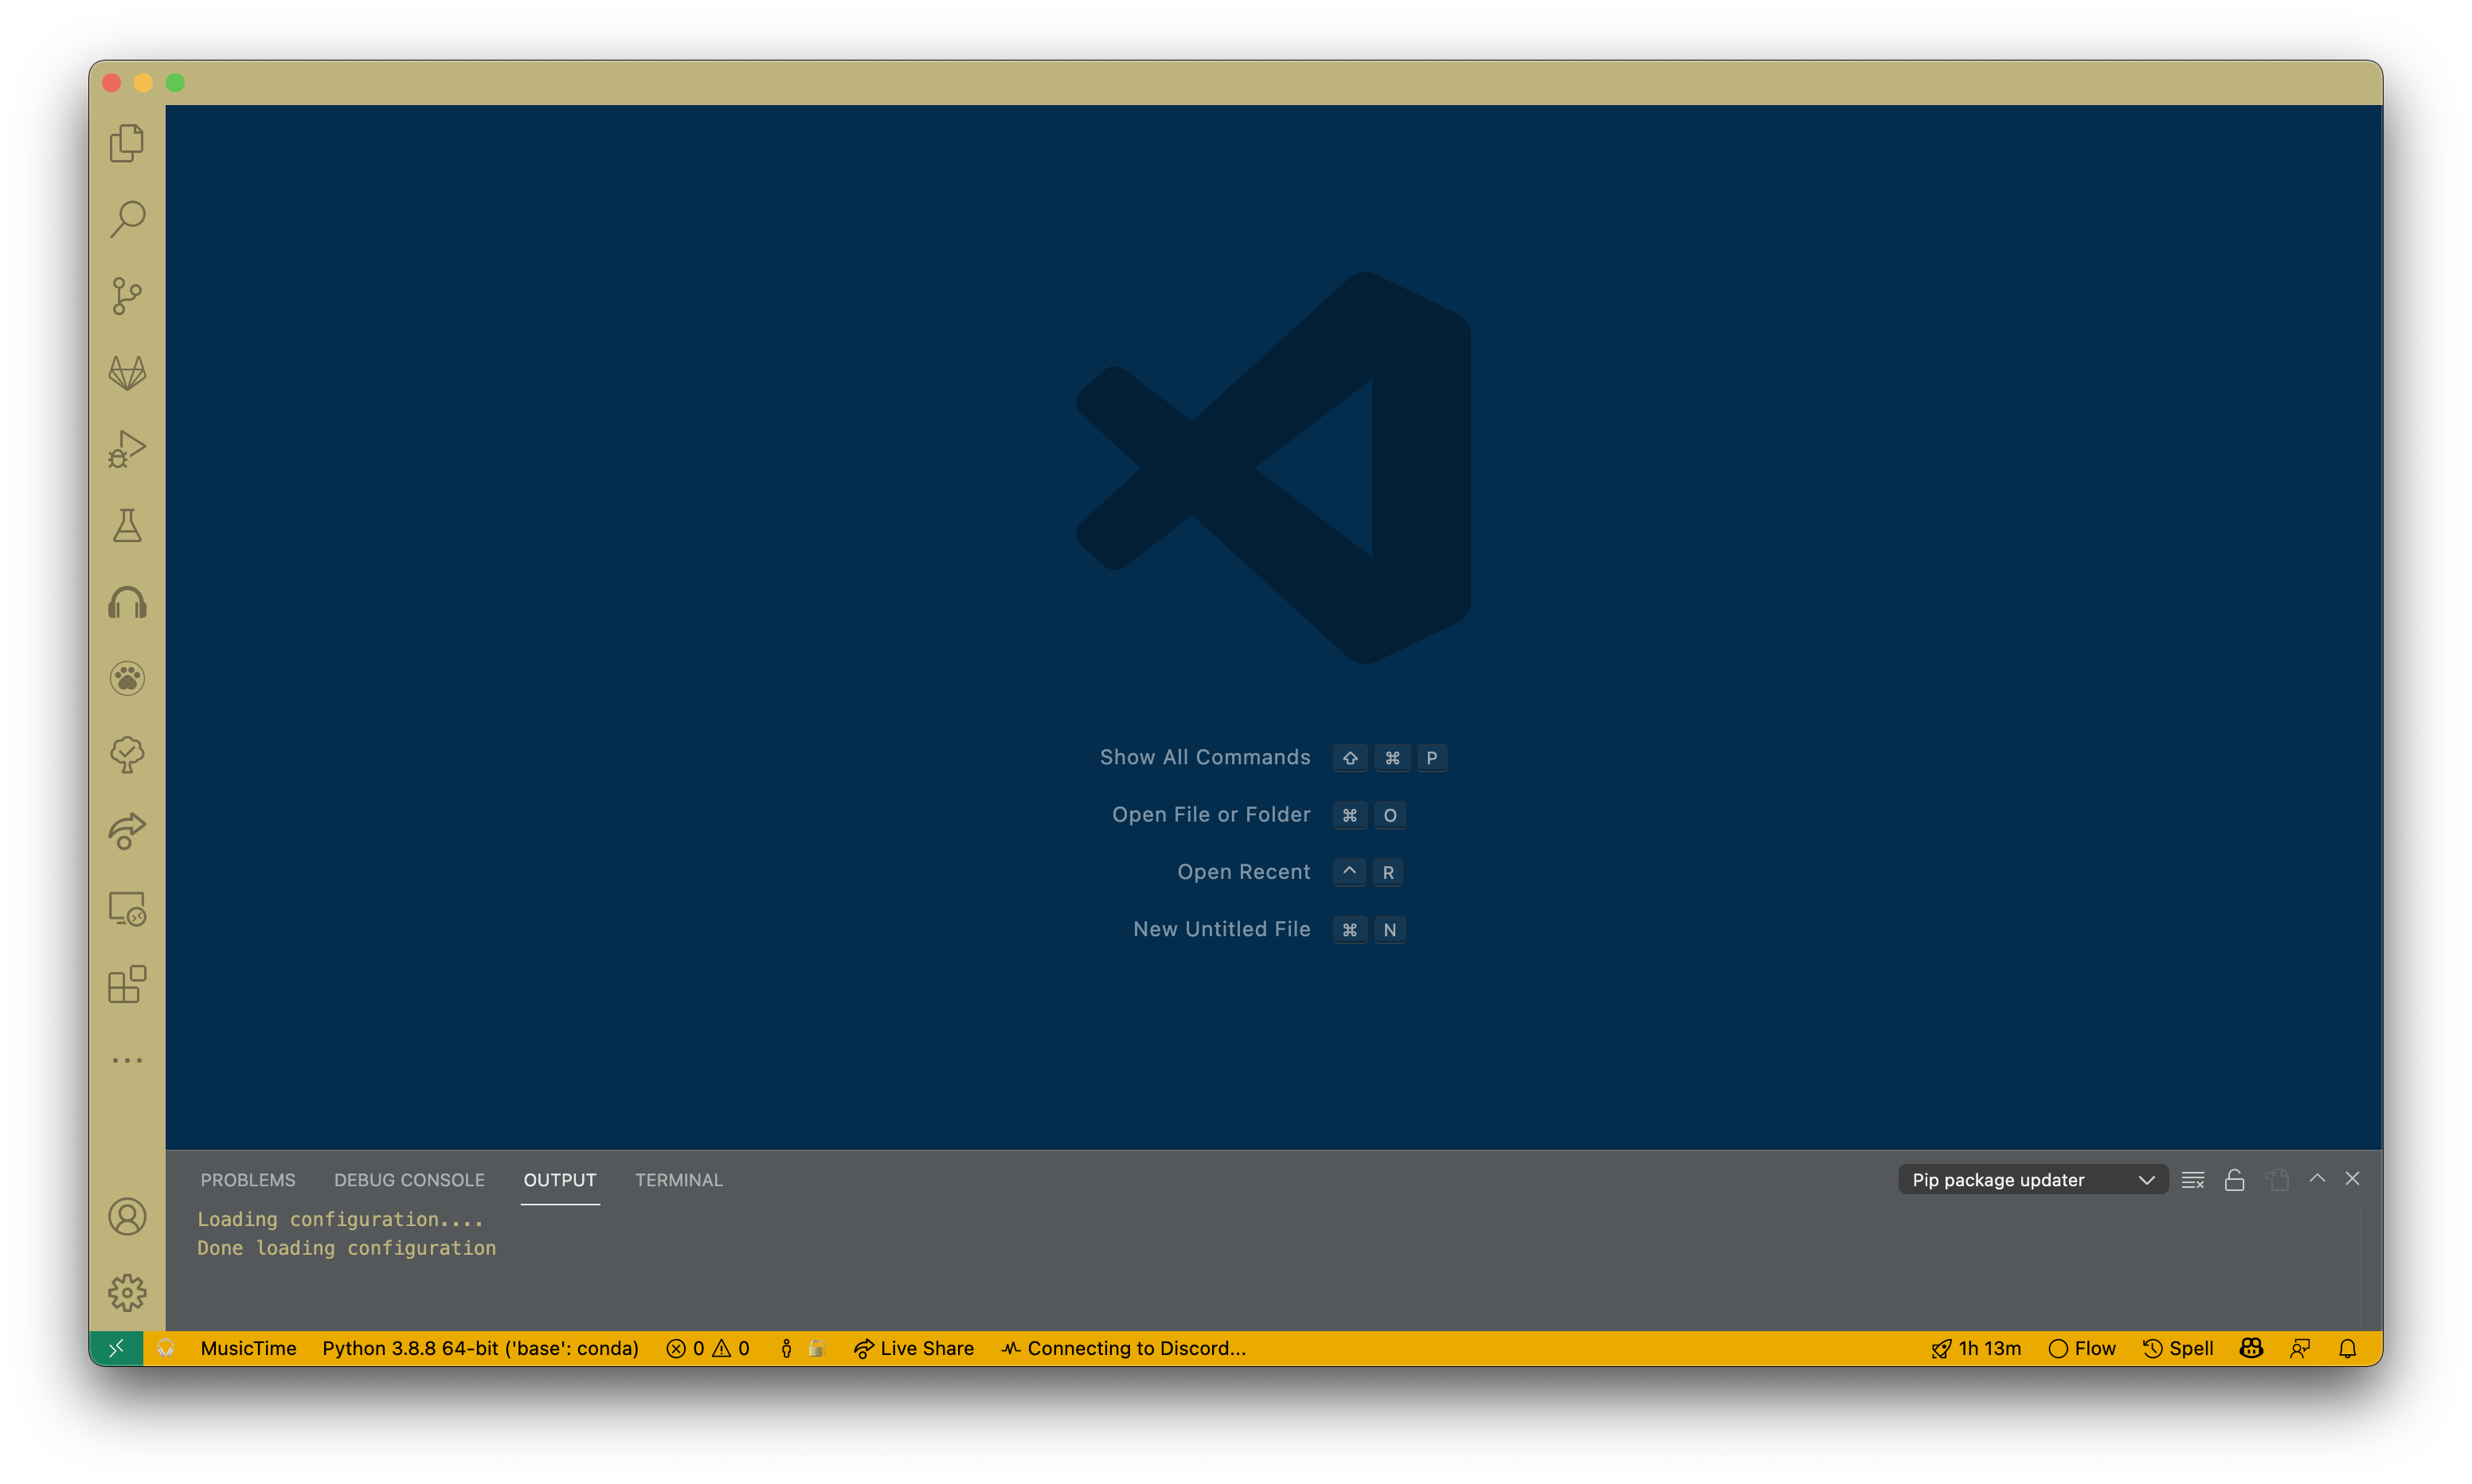 Show All Commands ⇧ ⌘ P
Open File or Folder ⌘ O
Open Recent ^ R
New Untitled File ⌘ N
PROBLEMS DEBUG CONSOLE OUTPUT TERMINAL Pip package updater
Loading configuration....
Done loading configuration
MusicTime Python 3.8.8 64-bit ('base': conda) 0 0 Live Share Connecting to Discord... 1h 13m Flow Spell